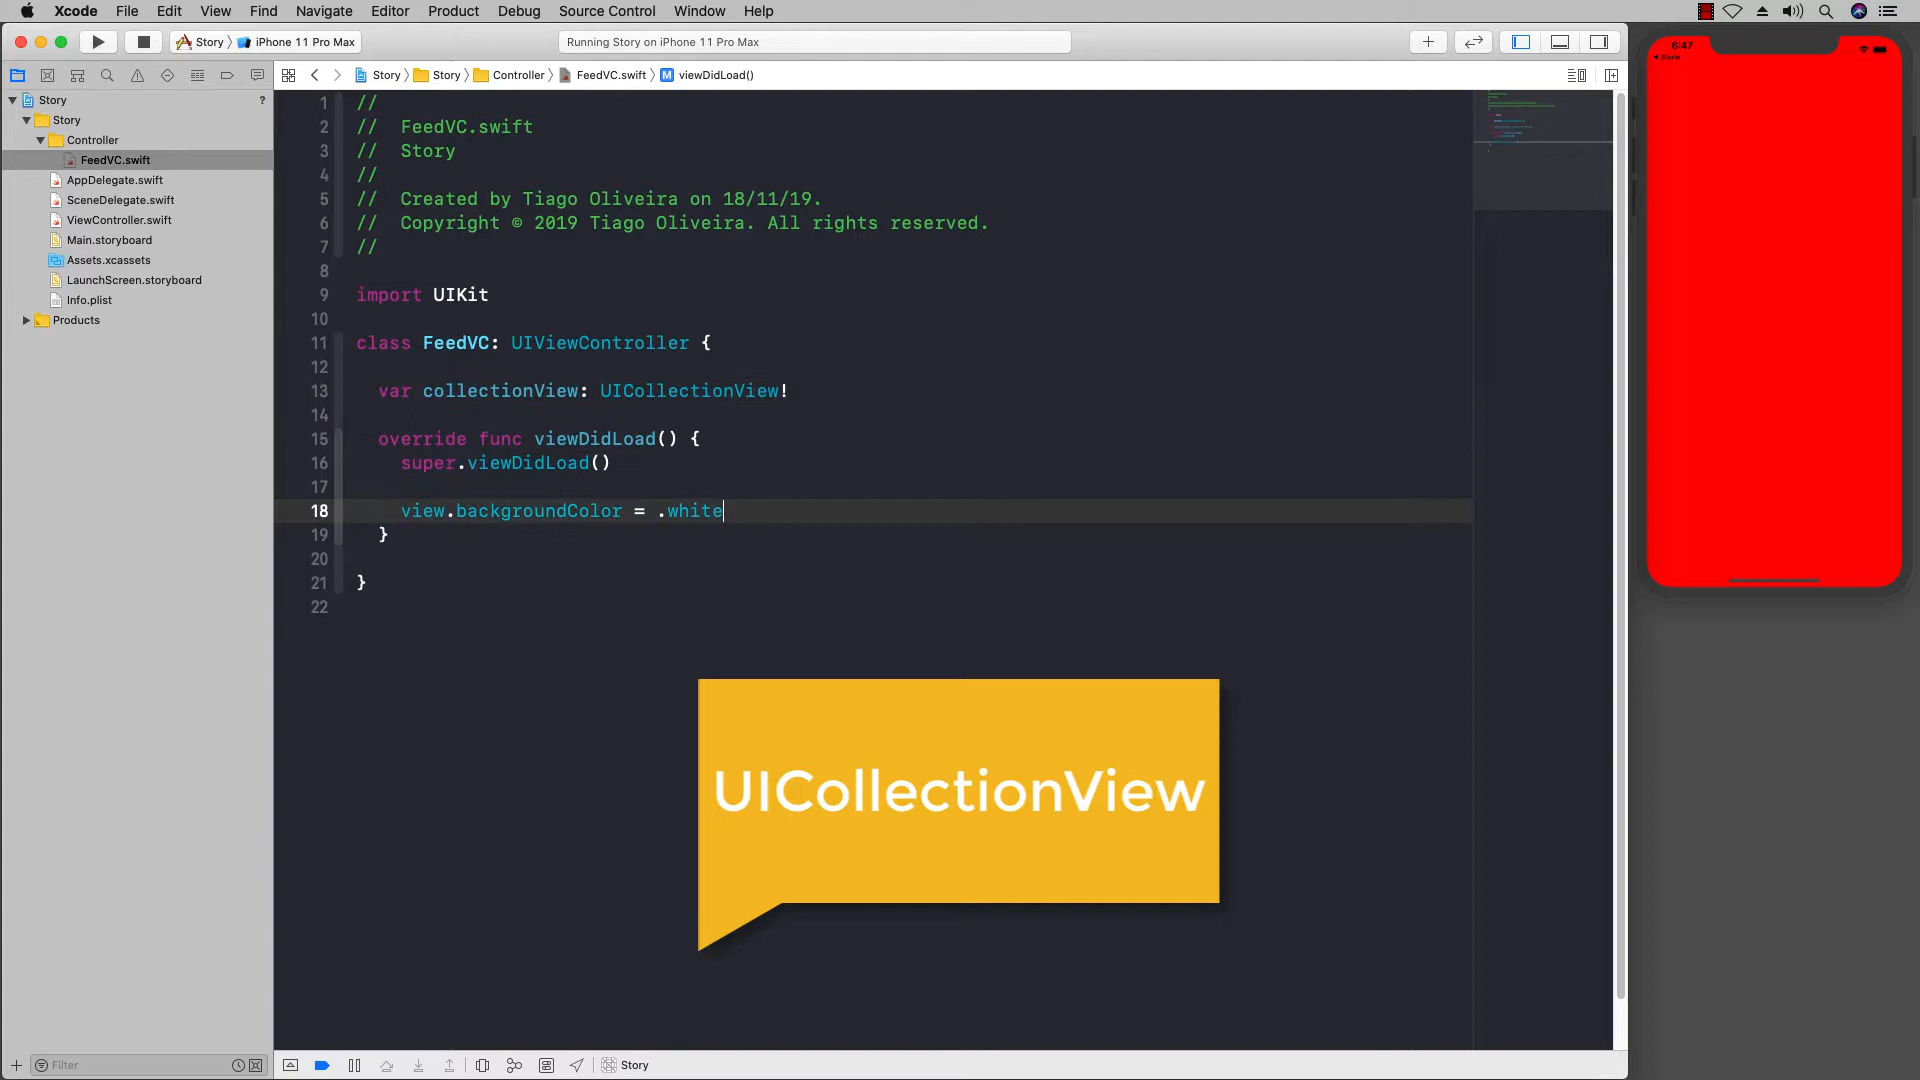 Xcode File Edit View Find Navigate Editor Product Debug Source Control Window Help
Story 〉 iPhone 11 Pro Max
Running Story on iPhone 11 Pro Max
Story 〉 Story 〉 Controller 〉 FeedVC.swift 〉 M viewDidLoad()
Story ?
Story
Controller
FeedVC.swift
AppDelegate.swift
SceneDelegate.swift
ViewController.swift
Main.storyboard
Assets.xcassets
LaunchScreen.storyboard
Info.plist
Products
Filter
1 //
2 //  FeedVC.swift
3 //  Story
4 //
5 //  Created by Tiago Oliveira on 18/11/19.
6 //  Copyright © 2019 Tiago Oliveira. All rights reserved.
7 //
8
9 import UIKit
10
11 class FeedVC: UIViewController {
12
13   var collectionView: UICollectionView!
14
15   override func viewDidLoad() {
16     super.viewDidLoad()
17
18     view.backgroundColor = .white
19   }
20
21 }
22
UICollectionView
Story
6:47